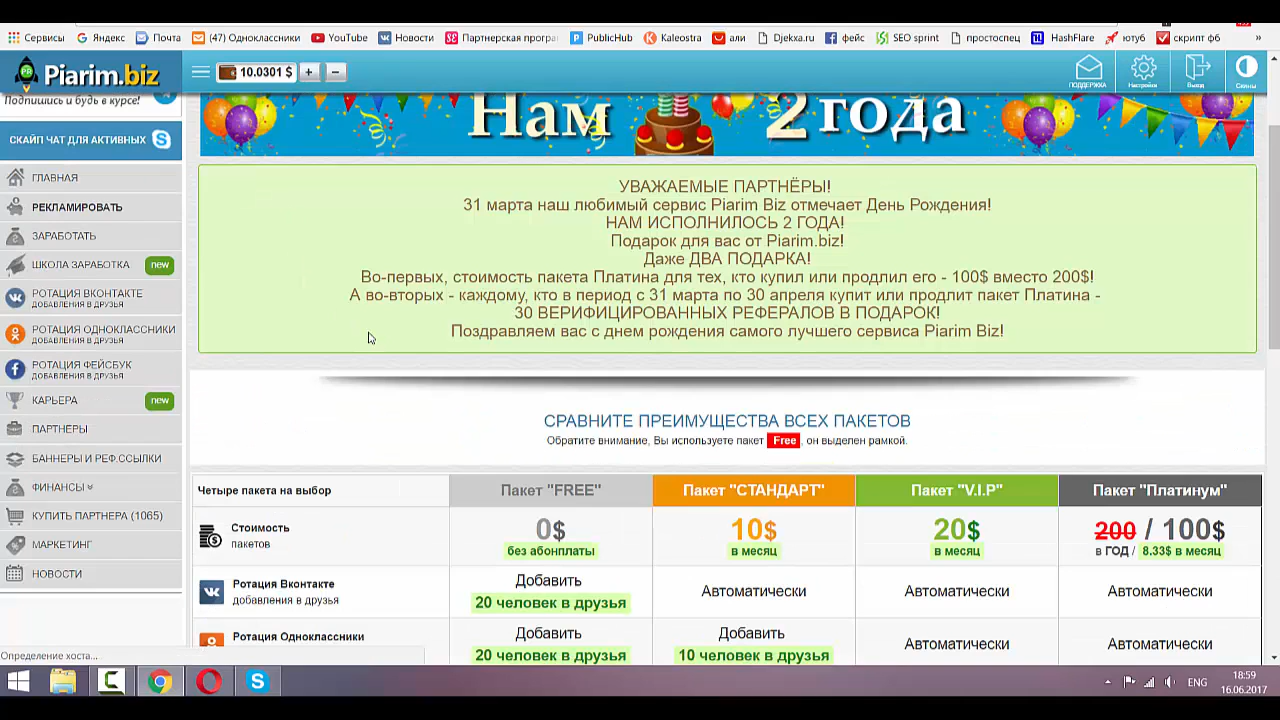 Сервисы
Яндекс
Почта
(47) Одноклассники
YouTube
Новости
Партнерская програ
PublicHub
Kaleostra
али
Djekxa.ru
фейс
SEO sprint
простоспец
HashFlare
ютуб
скрипт фб
»
Piarim.biz
10.0301 $
+
−
ПОДДЕРЖКА
Настройки
Выход
Скины
Подпишись и будь в курсе!
СКАЙП ЧАТ ДЛЯ АКТИВНЫХ
ГЛАВНАЯ
РЕКЛАМИРОВАТЬ
ЗАРАБОТАТЬ
ШКОЛА ЗАРАБОТКА new
РОТАЦИЯ ВКОНТАКТЕ
ДОБАВЛЕНИЯ В ДРУЗЬЯ
РОТАЦИЯ ОДНОКЛАССНИКИ
ДОБАВЛЕНИЯ В ДРУЗЬЯ
РОТАЦИЯ ФЕЙСБУК
ДОБАВЛЕНИЯ В ДРУЗЬЯ
КАРЬЕРА new
ПАРТНЕРЫ
БАННЕРЫ И РЕФ.ССЫЛКИ
ФИНАНСЫ
КУПИТЬ ПАРТНЕРА (1065)
МАРКЕТИНГ
НОВОСТИ
Нам 2 года
УВАЖАЕМЫЕ ПАРТНЁРЫ!
31 марта наш любимый сервис Piarim Biz отмечает День Рождения!
НАМ ИСПОЛНИЛОСЬ 2 ГОДА!
Подарок для вас от Piarim.biz!
Даже ДВА ПОДАРКА!
Во-первых, стоимость пакета Платина для тех, кто купил или продлил его - 100$ вместо 200$!
А во-вторых - каждому, кто в период с 31 марта по 30 апреля купит или продлит пакет Платина -
30 ВЕРИФИЦИРОВАННЫХ РЕФЕРАЛОВ В ПОДАРОК!
Поздравляем вас с днем рождения самого лучшего сервиса Piarim Biz!
СРАВНИТЕ ПРЕИМУЩЕСТВА ВСЕХ ПАКЕТОВ
Обратите внимание, Вы используете пакет Free, он выделен рамкой.
Четыре пакета на выбор
Пакет "FREE"
Пакет "СТАНДАРТ"
Пакет "V.I.P"
Пакет "Платинум"
Стоимость
пакетов
0$
без абонплаты
10$
в месяц
20$
в месяц
200 / 100$
в ГОД / 8.33$ в месяц
Ротация Вконтакте
добавления в друзья
Добавить
20 человек в друзья
Автоматически
Автоматически
Автоматически
Ротация Одноклассники
Добавить
20 человек в друзья
Добавить
10 человек в друзья
Автоматически
Автоматически
Определение хоста...
ENG
18:59
16.06.2017